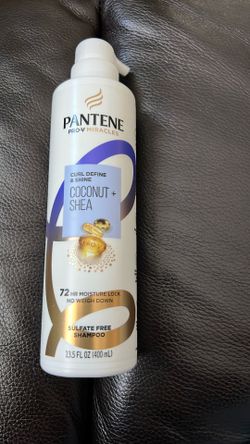 PANTENE
PRO-V MIRACLES
CURL DEFINE
& SHINE
COCONUT +
SHEA
PRO-V
72 HR MOISTURE LOCK
NO WEIGH DOWN
SULFATE FREE
SHAMPOO
13.5 FL OZ (400 mL)